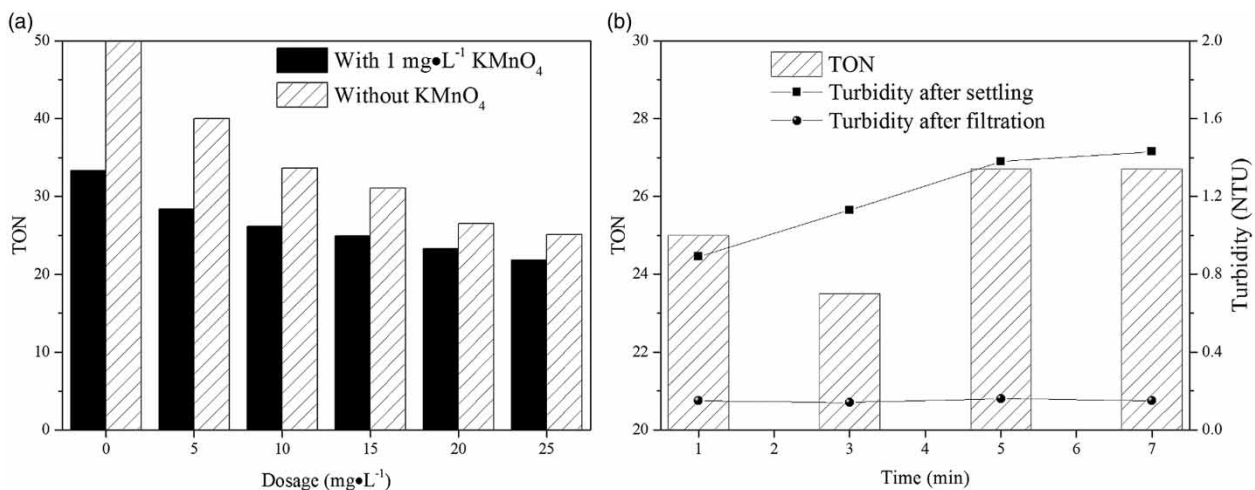 (a)
50
40
30
20
10
0
TON
With 1 mg•L⁻¹ KMnO₄
Without KMnO₄
0 5 10 15 20 25
Dosage (mg•L⁻¹)
(b)
30
28
26
24
22
20
TON
TON
Turbidity after settling
Turbidity after filtration
2.0
1.6
1.2
0.8
0.4
0.0
Turbidity (NTU)
1 2 3 4 5 6 7
Time (min)